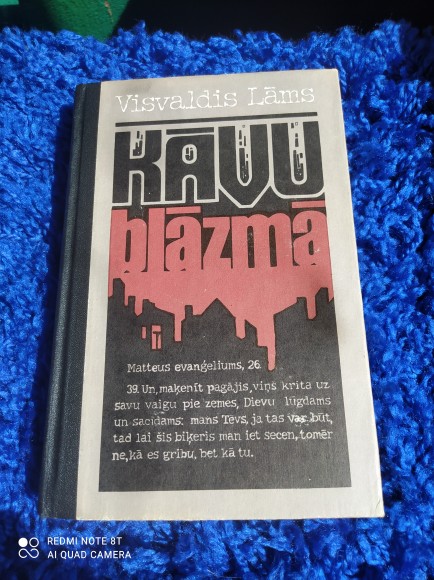 Visvaldis Lāms
KĀVU
blāzmā
Matteus evaņģeliums, 26.
39. Un, maķenīt pagājis, viņš krita uz
savu vaigu pie zemes, Dievu lūgdams
un sacīdams: mans Tēvs, ja tas var būt,
tad lai šis biķeris man iet secen, tomēr
ne, kā es gribu, bet kā tu.
REDMI NOTE 8T
AI QUAD CAMERA